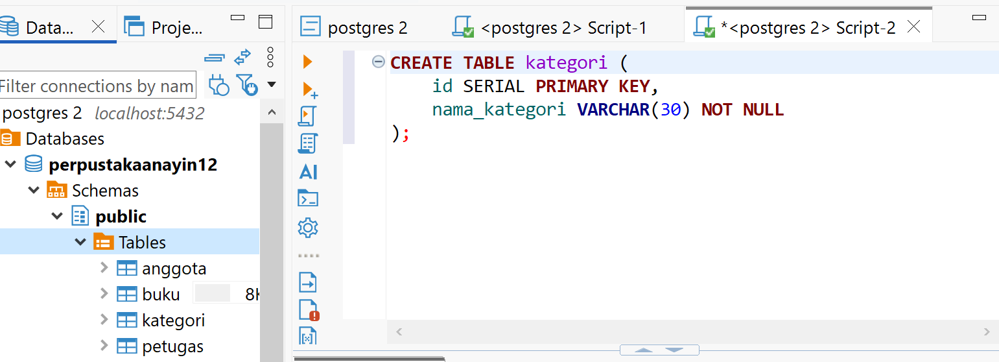 Data...
Proje...
Filter connections by nam
postgres 2 localhost:5432
Databases
perpustakaanayin12
Schemas
public
Tables
anggota
buku 8K
kategori
petugas
postgres 2
<postgres 2> Script-1
*<postgres 2> Script-2
AI
CREATE TABLE kategori (
id SERIAL PRIMARY KEY,
nama_kategori VARCHAR(30) NOT NULL
);